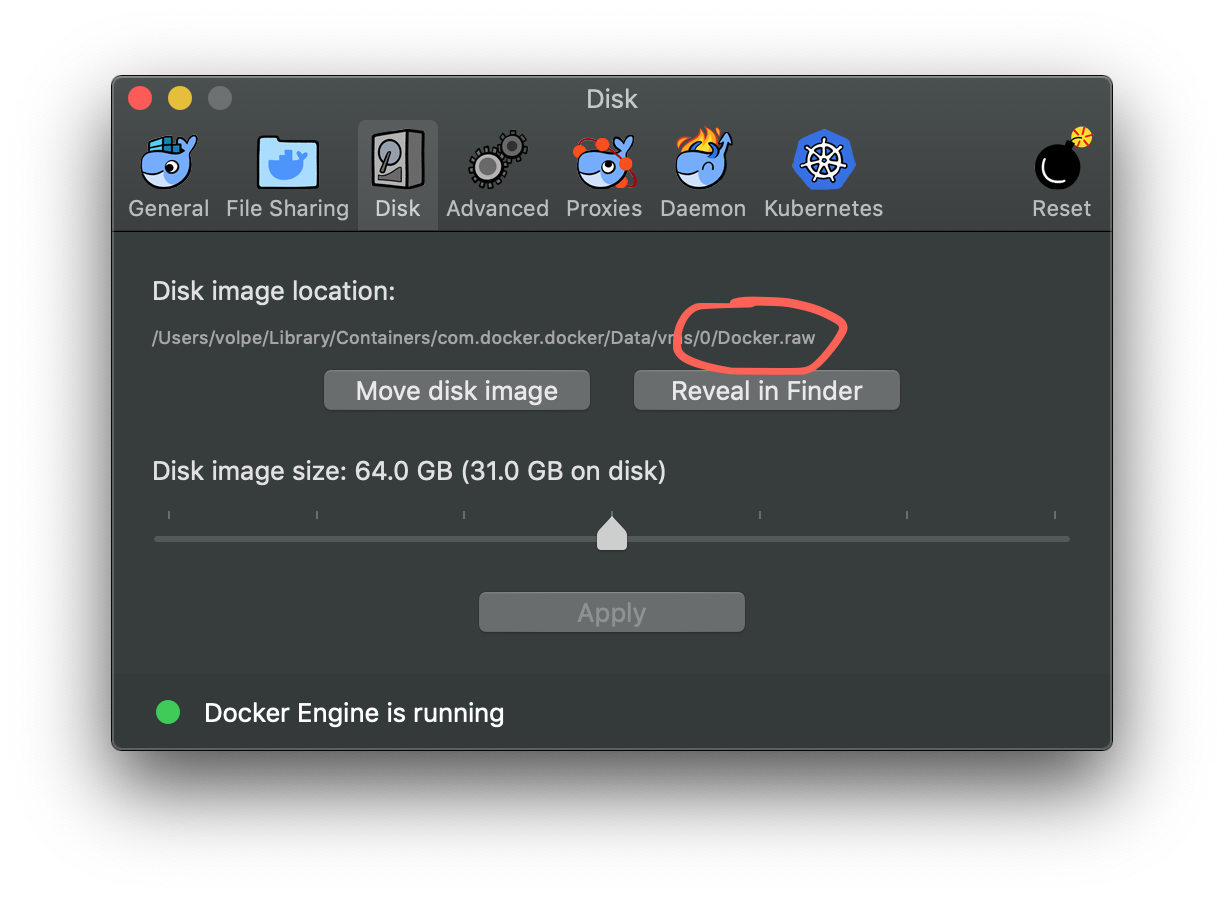 Disk
General File Sharing Disk Advanced Proxies Daemon Kubernetes Reset
Disk image location:
/Users/volpe/Library/Containers/com.docker.docker/Data/vms/0/Docker.raw
Move disk image Reveal in Finder
Disk image size: 64.0 GB (31.0 GB on disk)
Apply
Docker Engine is running